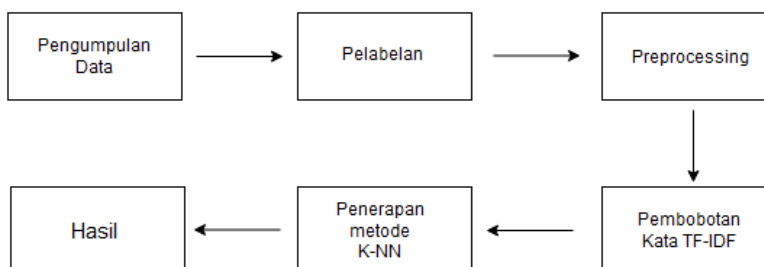 Pengumpulan
Data
Pelabelan
Preprocessing
Pembobotan
Kata TF-IDF
Penerapan
metode
K-NN
Hasil